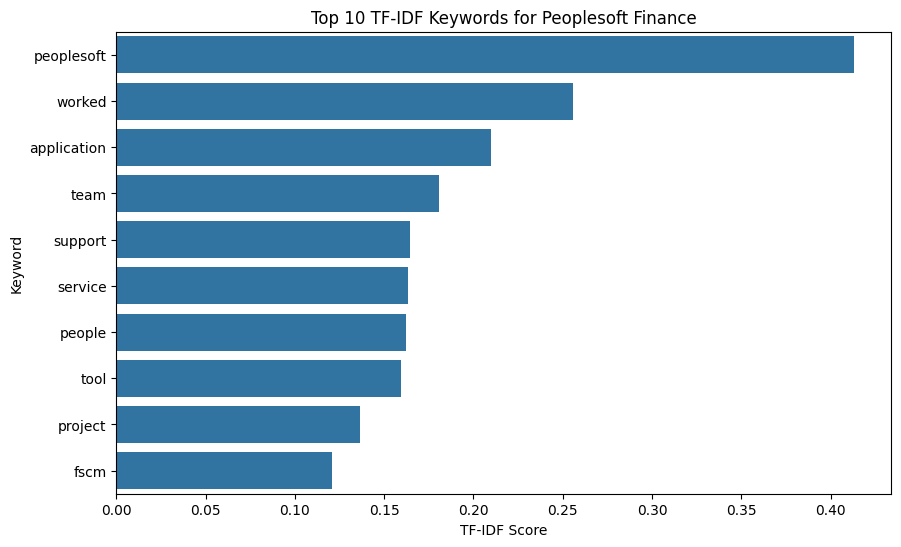 Top 10 TF-IDF Keywords for Peoplesoft Finance
Keyword
peoplesoft
worked
application
team
support
service
people
tool
project
fscm
0.00 0.05 0.10 0.15 0.20 0.25 0.30 0.35 0.40
TF-IDF Score